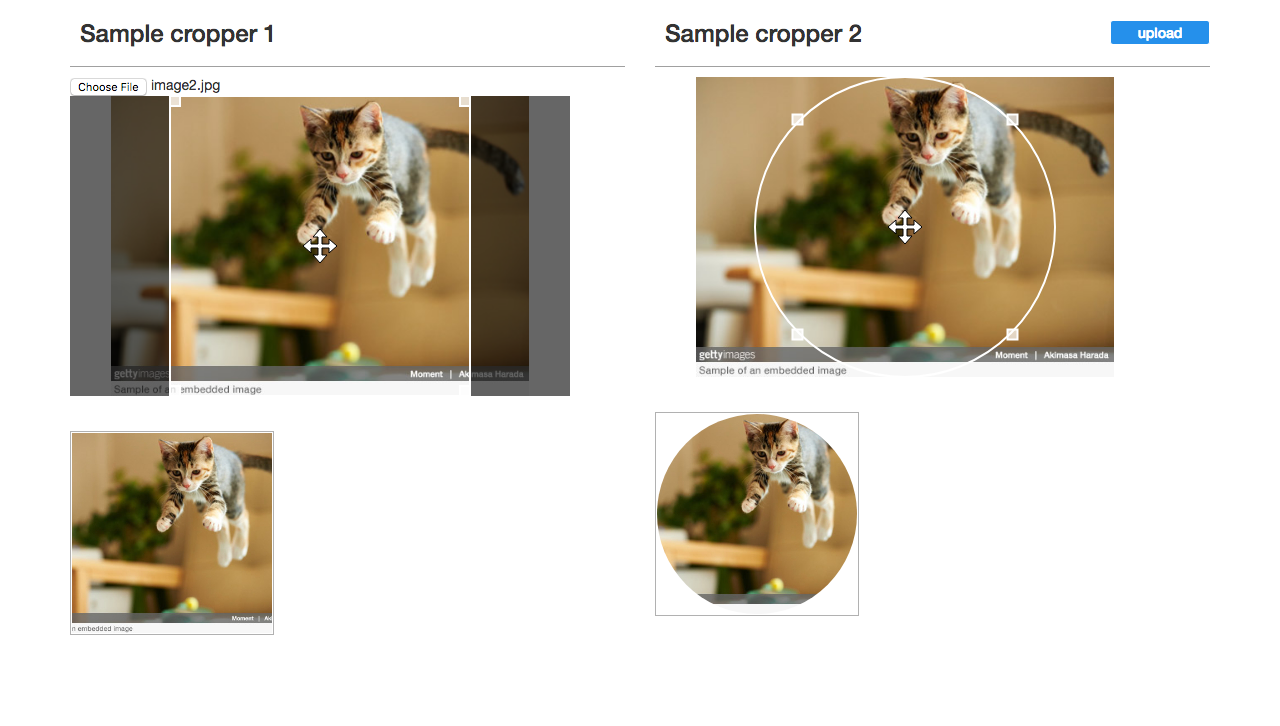 Sample cropper 1
Choose File image2.jpg
gettyimages Moment | Akimasa Harada
Sample of an embedded image
Moment | Ak
n embedded image
Sample cropper 2
upload
gettyimages Moment | Akimasa Harada
Sample of an embedded image